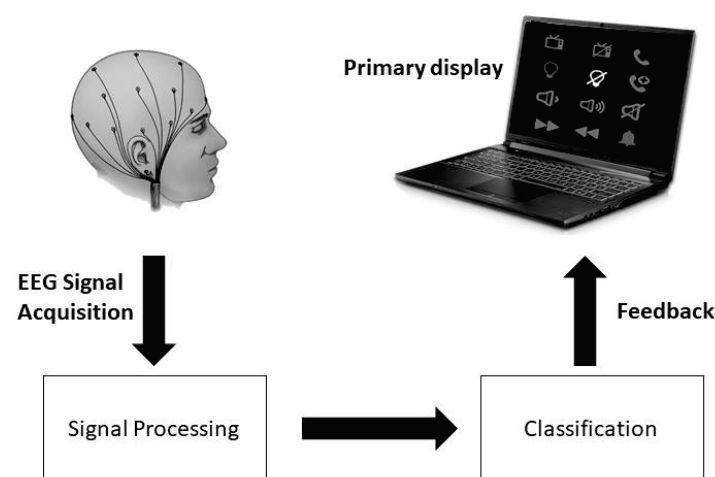 Primary display
EEG Signal
Acquisition
Feedback
Signal Processing
Classification